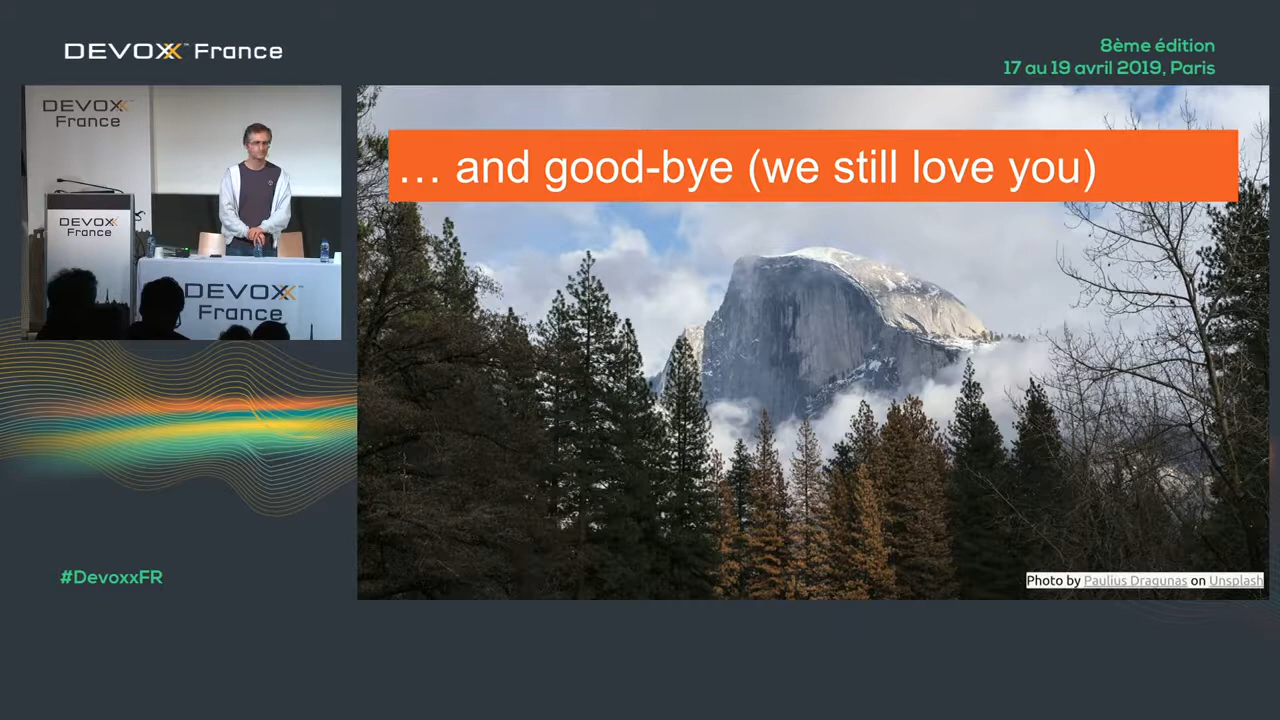 DEVOXX™ France
8ème édition
17 au 19 avril 2019, Paris
DEVOXX
France
DEVOXX
France
DEVOXX
France
… and good-bye (we still love you)
Photo by Paulius Dragunas on Unsplash
#DevoxxFR